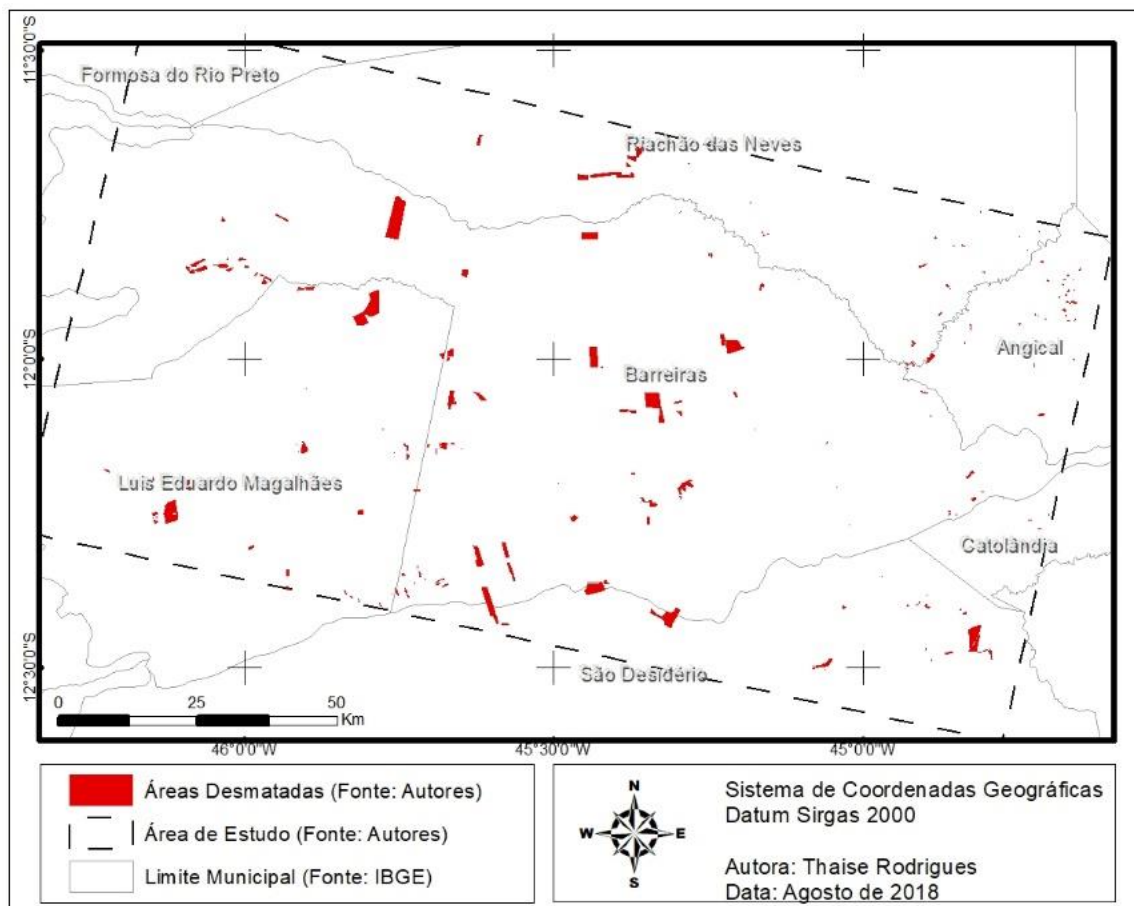 11°30'0"S
Formosa do Rio Preto
Riachão das Neves
12°0'0"S
Angical
Barreiras
Luis Eduardo Magalhães
Catolândia
12°30'0"S
São Desidério
0 25 50
Km
46°0'0"W 45°30'0"W 45°0'0"W
Áreas Desmatadas (Fonte: Autores)
Área de Estudo (Fonte: Autores)
Limite Municipal (Fonte: IBGE)
N
W E
S
Sistema de Coordenadas Geográficas
Datum Sirgas 2000
Autora: Thaise Rodrigues
Data: Agosto de 2018